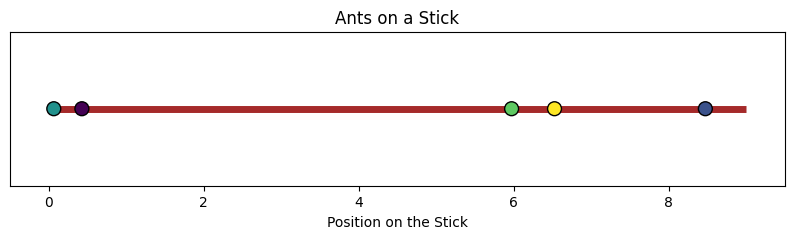 Ants on a Stick
0 2 4 6 8
Position on the Stick